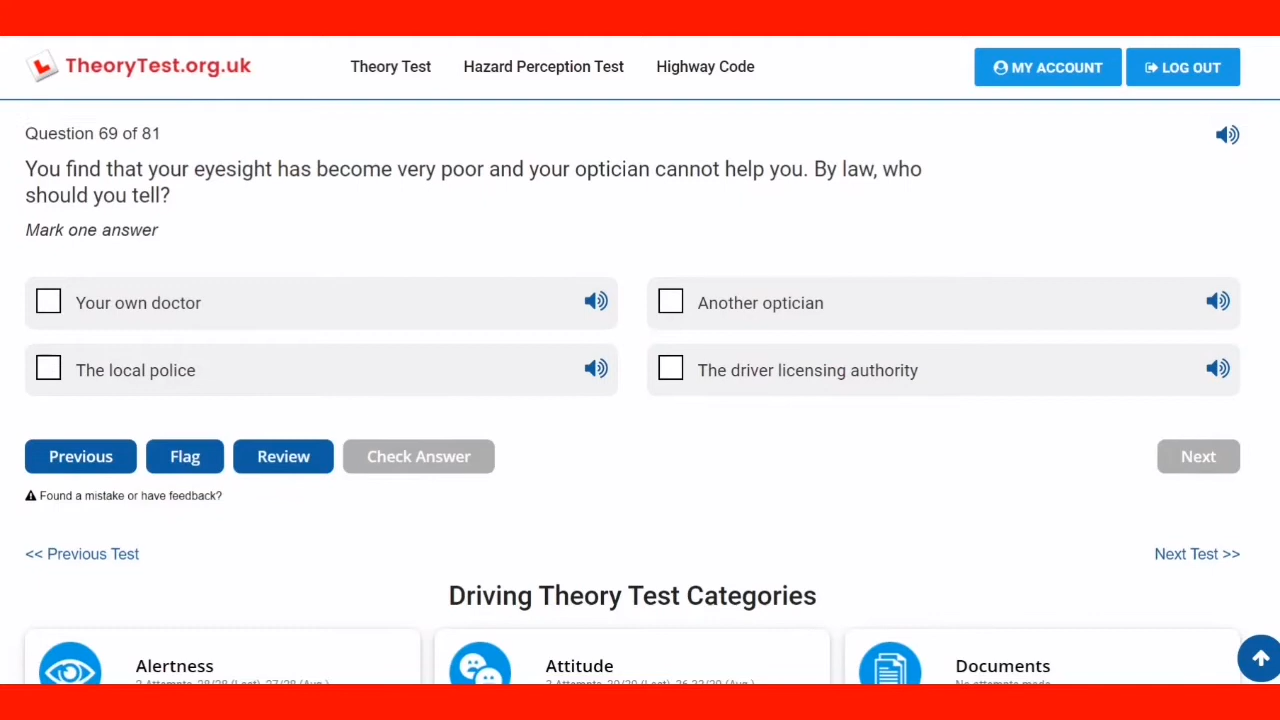 TheoryTest.org.uk
Theory Test
Hazard Perception Test
Highway Code
MY ACCOUNT
LOG OUT
Question 69 of 81
You find that your eyesight has become very poor and your optician cannot help you. By law, who
should you tell?
Mark one answer
Your own doctor
Another optician
The local police
The driver licensing authority
Previous
Flag
Review
Check Answer
Next
Found a mistake or have feedback?
<< Previous Test
Next Test >>
Driving Theory Test Categories
Alertness
Attitude
Documents